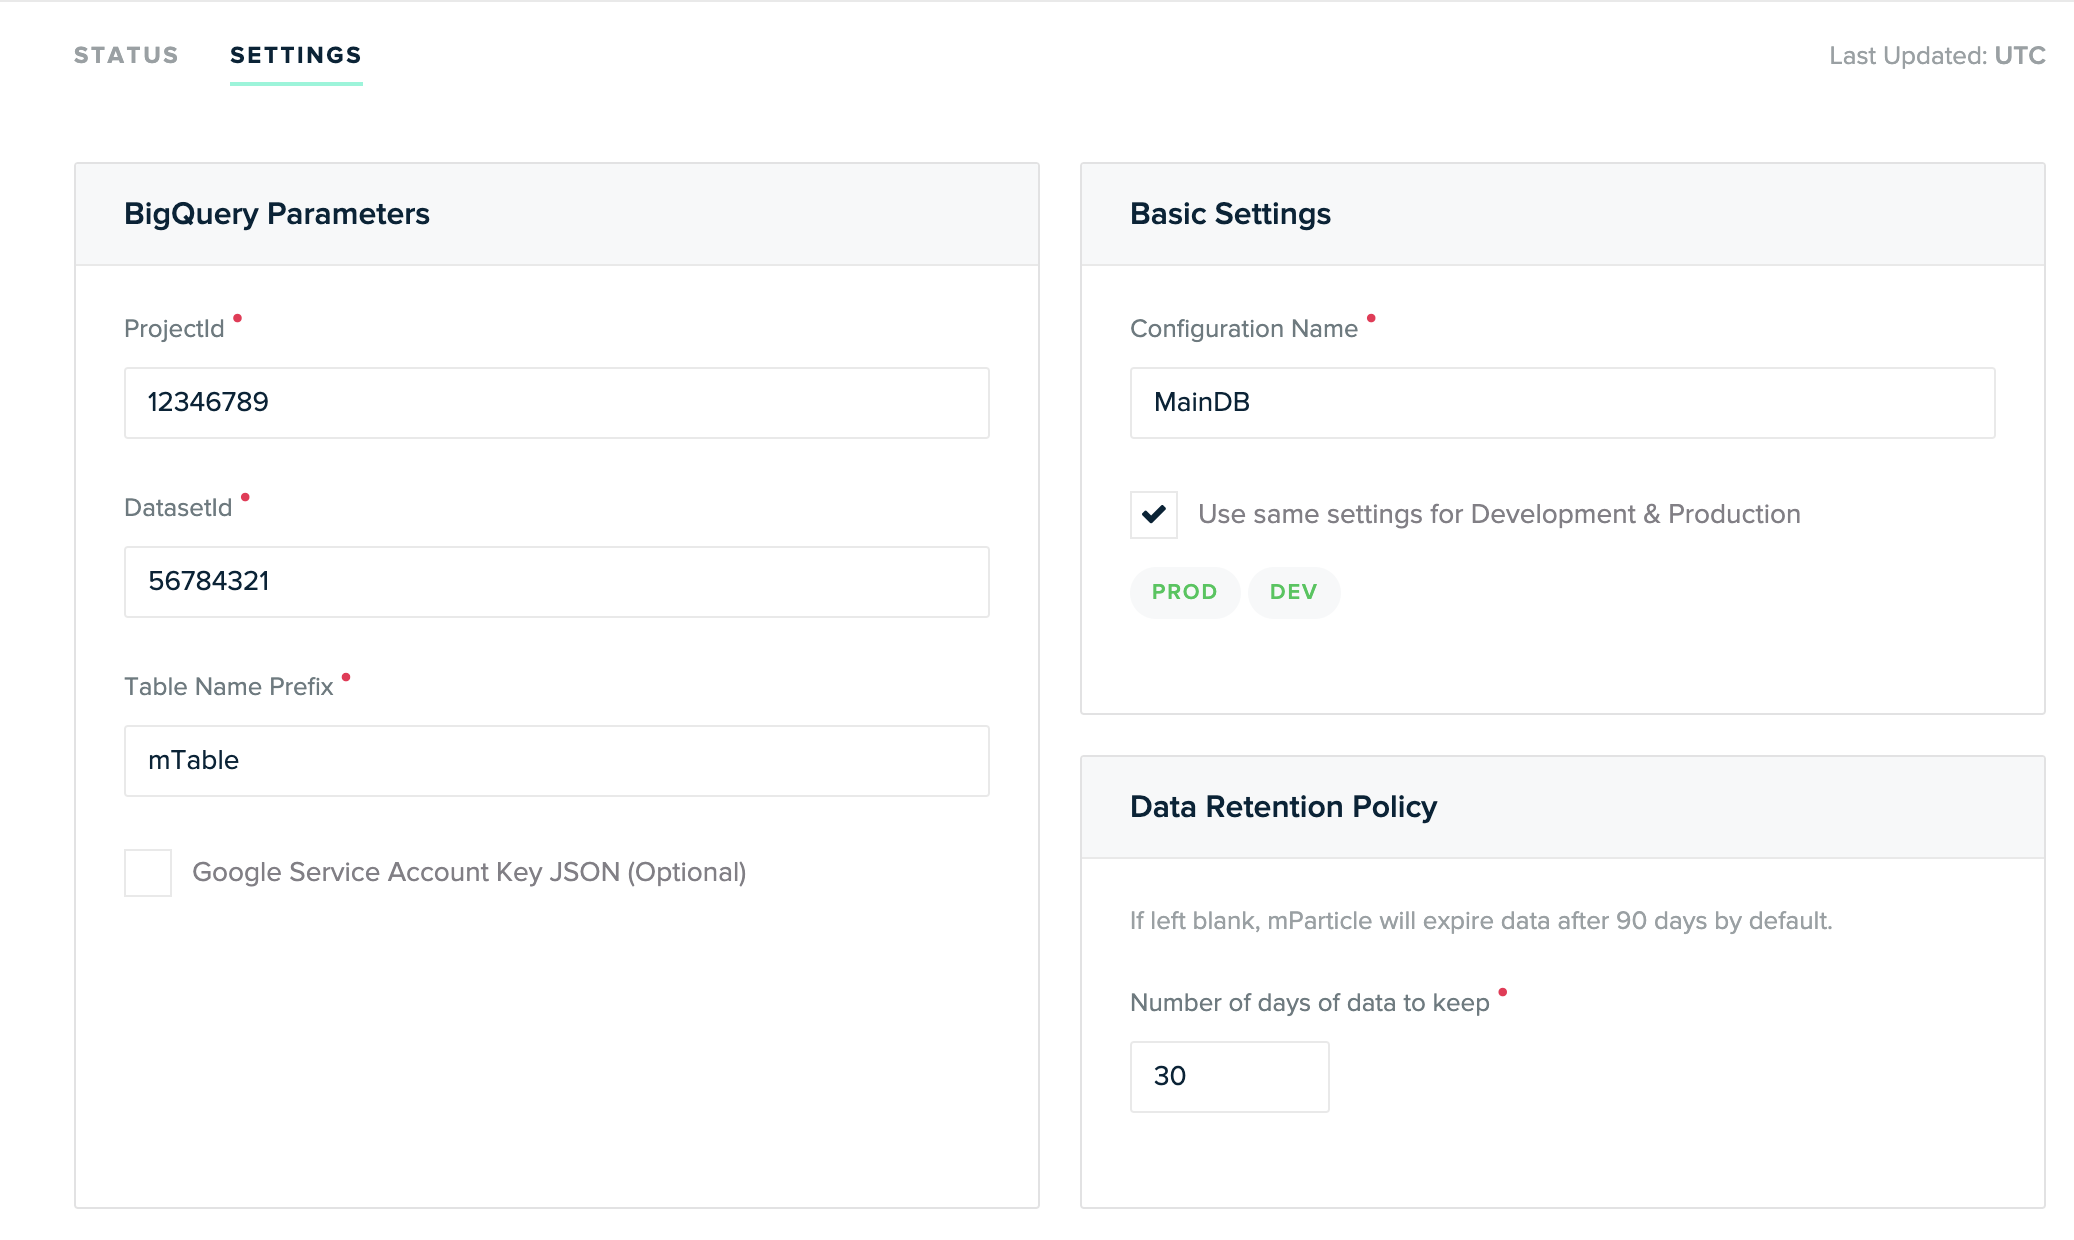 STATUS SETTINGS Last Updated: UTC
BigQuery Parameters
ProjectId
12346789
DatasetId
56784321
Table Name Prefix
mTable
Google Service Account Key JSON (Optional)
Basic Settings
Configuration Name
MainDB
Use same settings for Development & Production
PROD DEV
Data Retention Policy
If left blank, mParticle will expire data after 90 days by default.
Number of days of data to keep
30